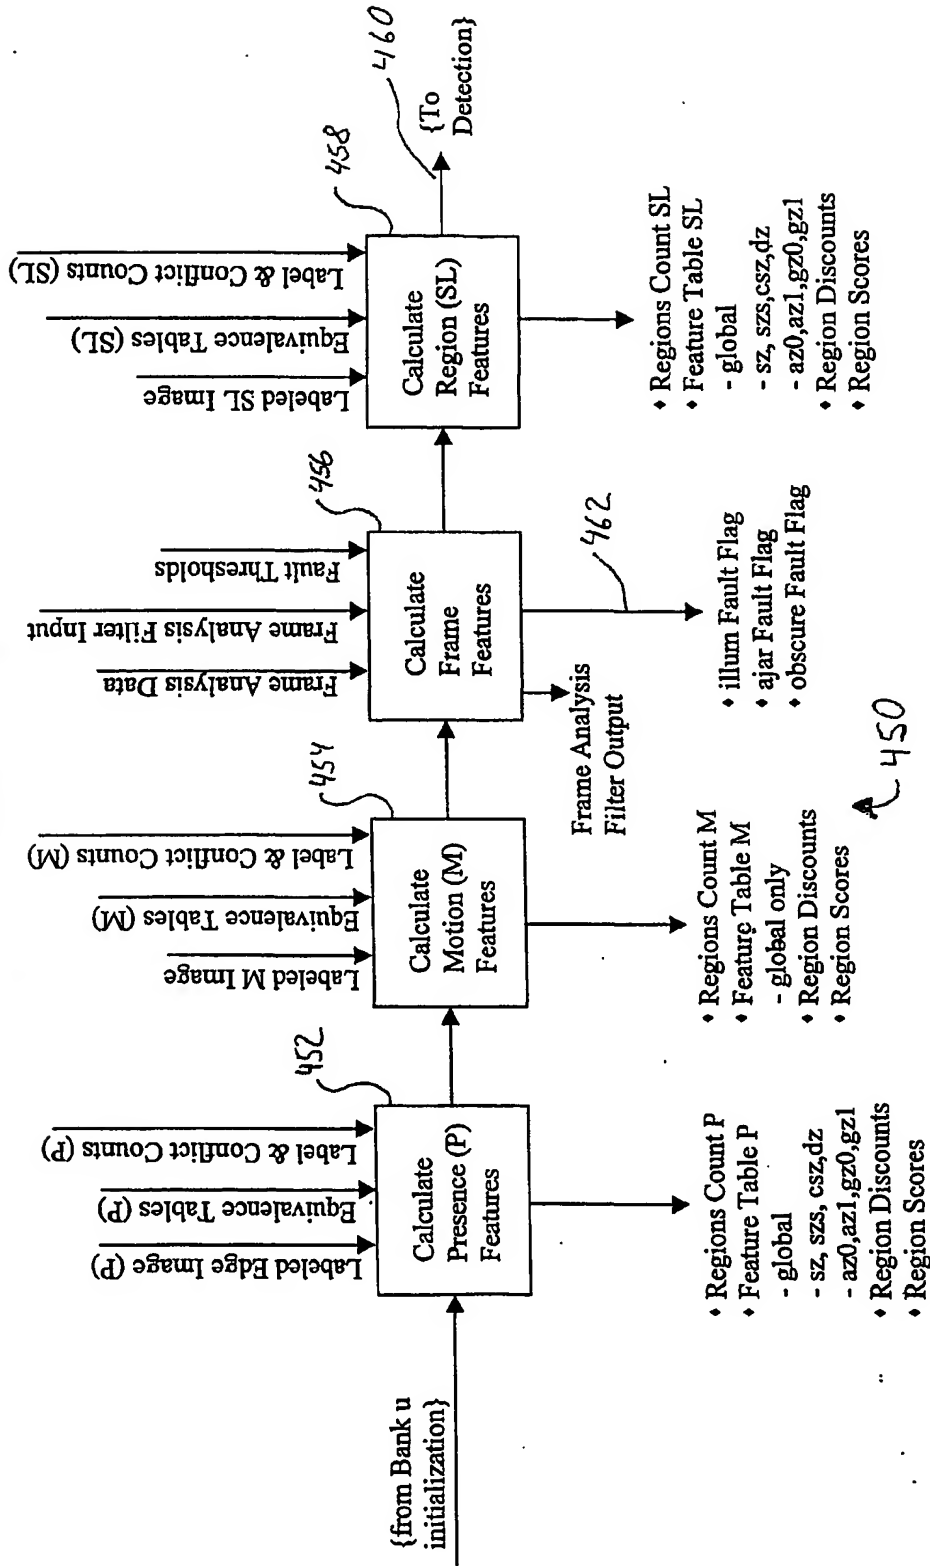 {from Bank u
initialization}
Labeled Edge Image (P)
Equivalence Tables (P)
Label & Conflict Counts (P)
452
Calculate
Presence (P)
Features
♦ Regions Count P
♦ Feature Table P
- global
- sz, szs, csz,dz
- az0,az1,gz0,gz1
♦ Region Discounts
♦ Region Scores
Labeled M Image
Equivalence Tables (M)
Label & Conflict Counts (M)
454
Calculate
Motion (M)
Features
♦ Regions Count M
♦ Feature Table M
- global only
♦ Region Discounts
♦ Region Scores
Frame Analysis Data
Frame Analysis Filter Input
Fault Thresholds
456
Calculate
Frame
Features
Frame Analysis
Filter Output
462
♦ illum Fault Flag
♦ ajar Fault Flag
♦ obscure Fault Flag
Labeled SL Image
Equivalence Tables (SL)
Label & Conflict Counts (SL)
458
Calculate
Region (SL)
Features
♦ Regions Count SL
♦ Feature Table SL
- global
- sz, szs,csz,dz
- az0,az1,gz0,gz1
♦ Region Discounts
♦ Region Scores
460
{To
Detection}
450